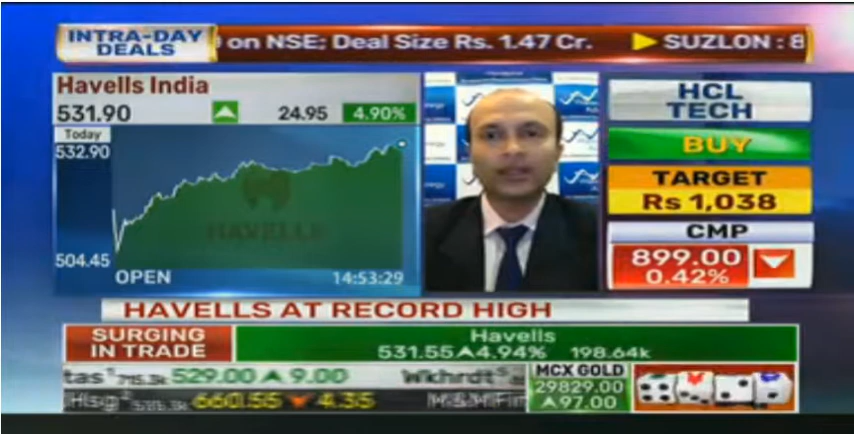 INTRA-DAY
DEALS
on NSE; Deal Size Rs. 1.47 Cr.
SUZLON : 8
Havells India
531.90
24.95
4.90%
Today
532.90
504.45
HAVELLS
OPEN
14:53:29
HCL
TECH
BUY
TARGET
Rs 1,038
CMP
899.00
0.42%
HAVELLS AT RECORD HIGH
SURGING
IN TRADE
Havells
531.55▲4.94% 198.64k
529.00 ▲ 9.00
660.55 ▼ 4.35
MCX GOLD
29829.00
▲97.00